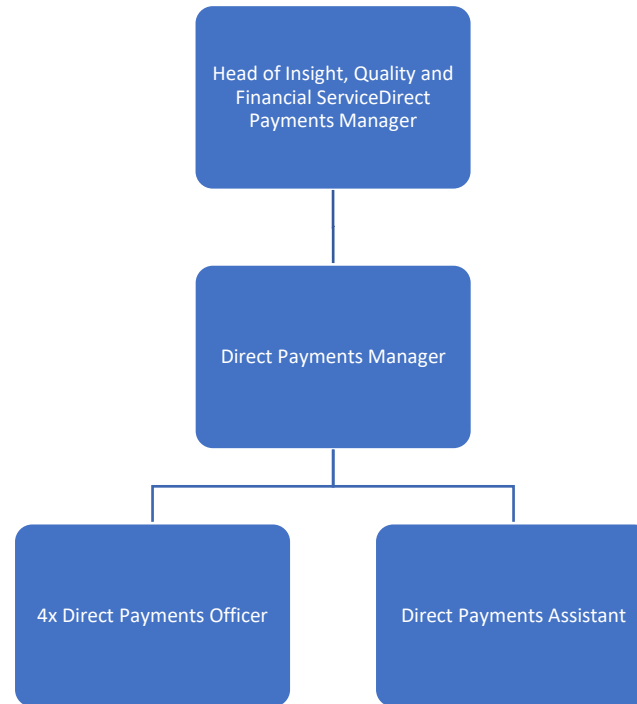 Head of Insight, Quality and
Financial ServiceDirect
Payments Manager
Direct Payments Manager
4x Direct Payments Officer
Direct Payments Assistant